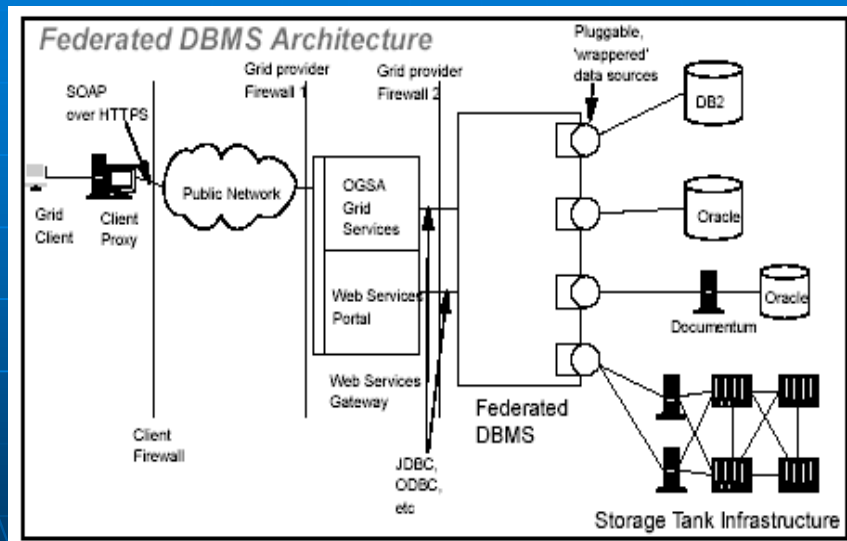 Federated DBMS Architecture
Pluggable,
'wrappered'
data sources
Grid provider
Firewall 1
Grid provider
Firewall 2
SOAP
over HTTPS
DB2
Public Network
OGSA
Grid
Services
Grid
Client
Client
Proxy
Oracle
Web Services
Portal
Oracle
Documentum
Web Services
Gateway
Federated
DBMS
Client
Firewall
JDBC,
ODBC,
etc
Storage Tank Infrastructure